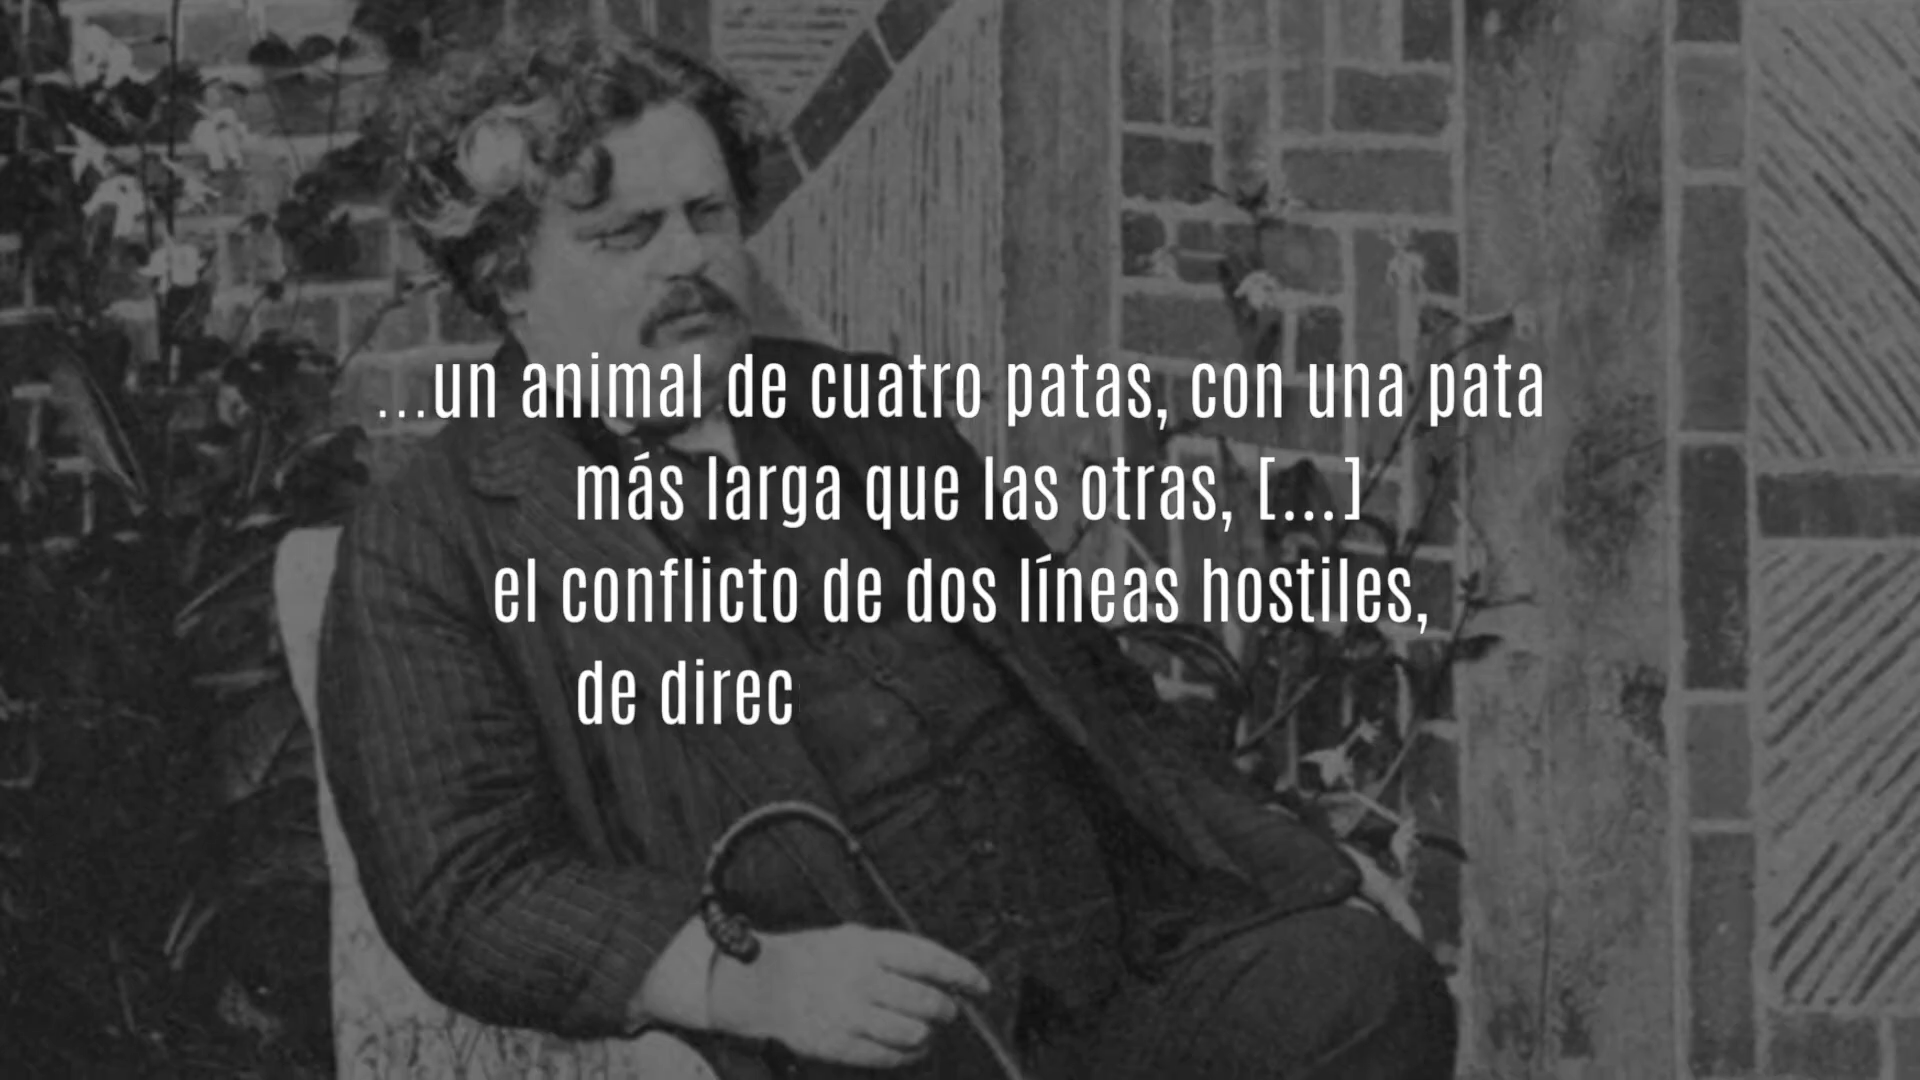 ...un animal de cuatro patas, con una pata
más larga que las otras, [...]
el conflicto de dos líneas hostiles,
de direc